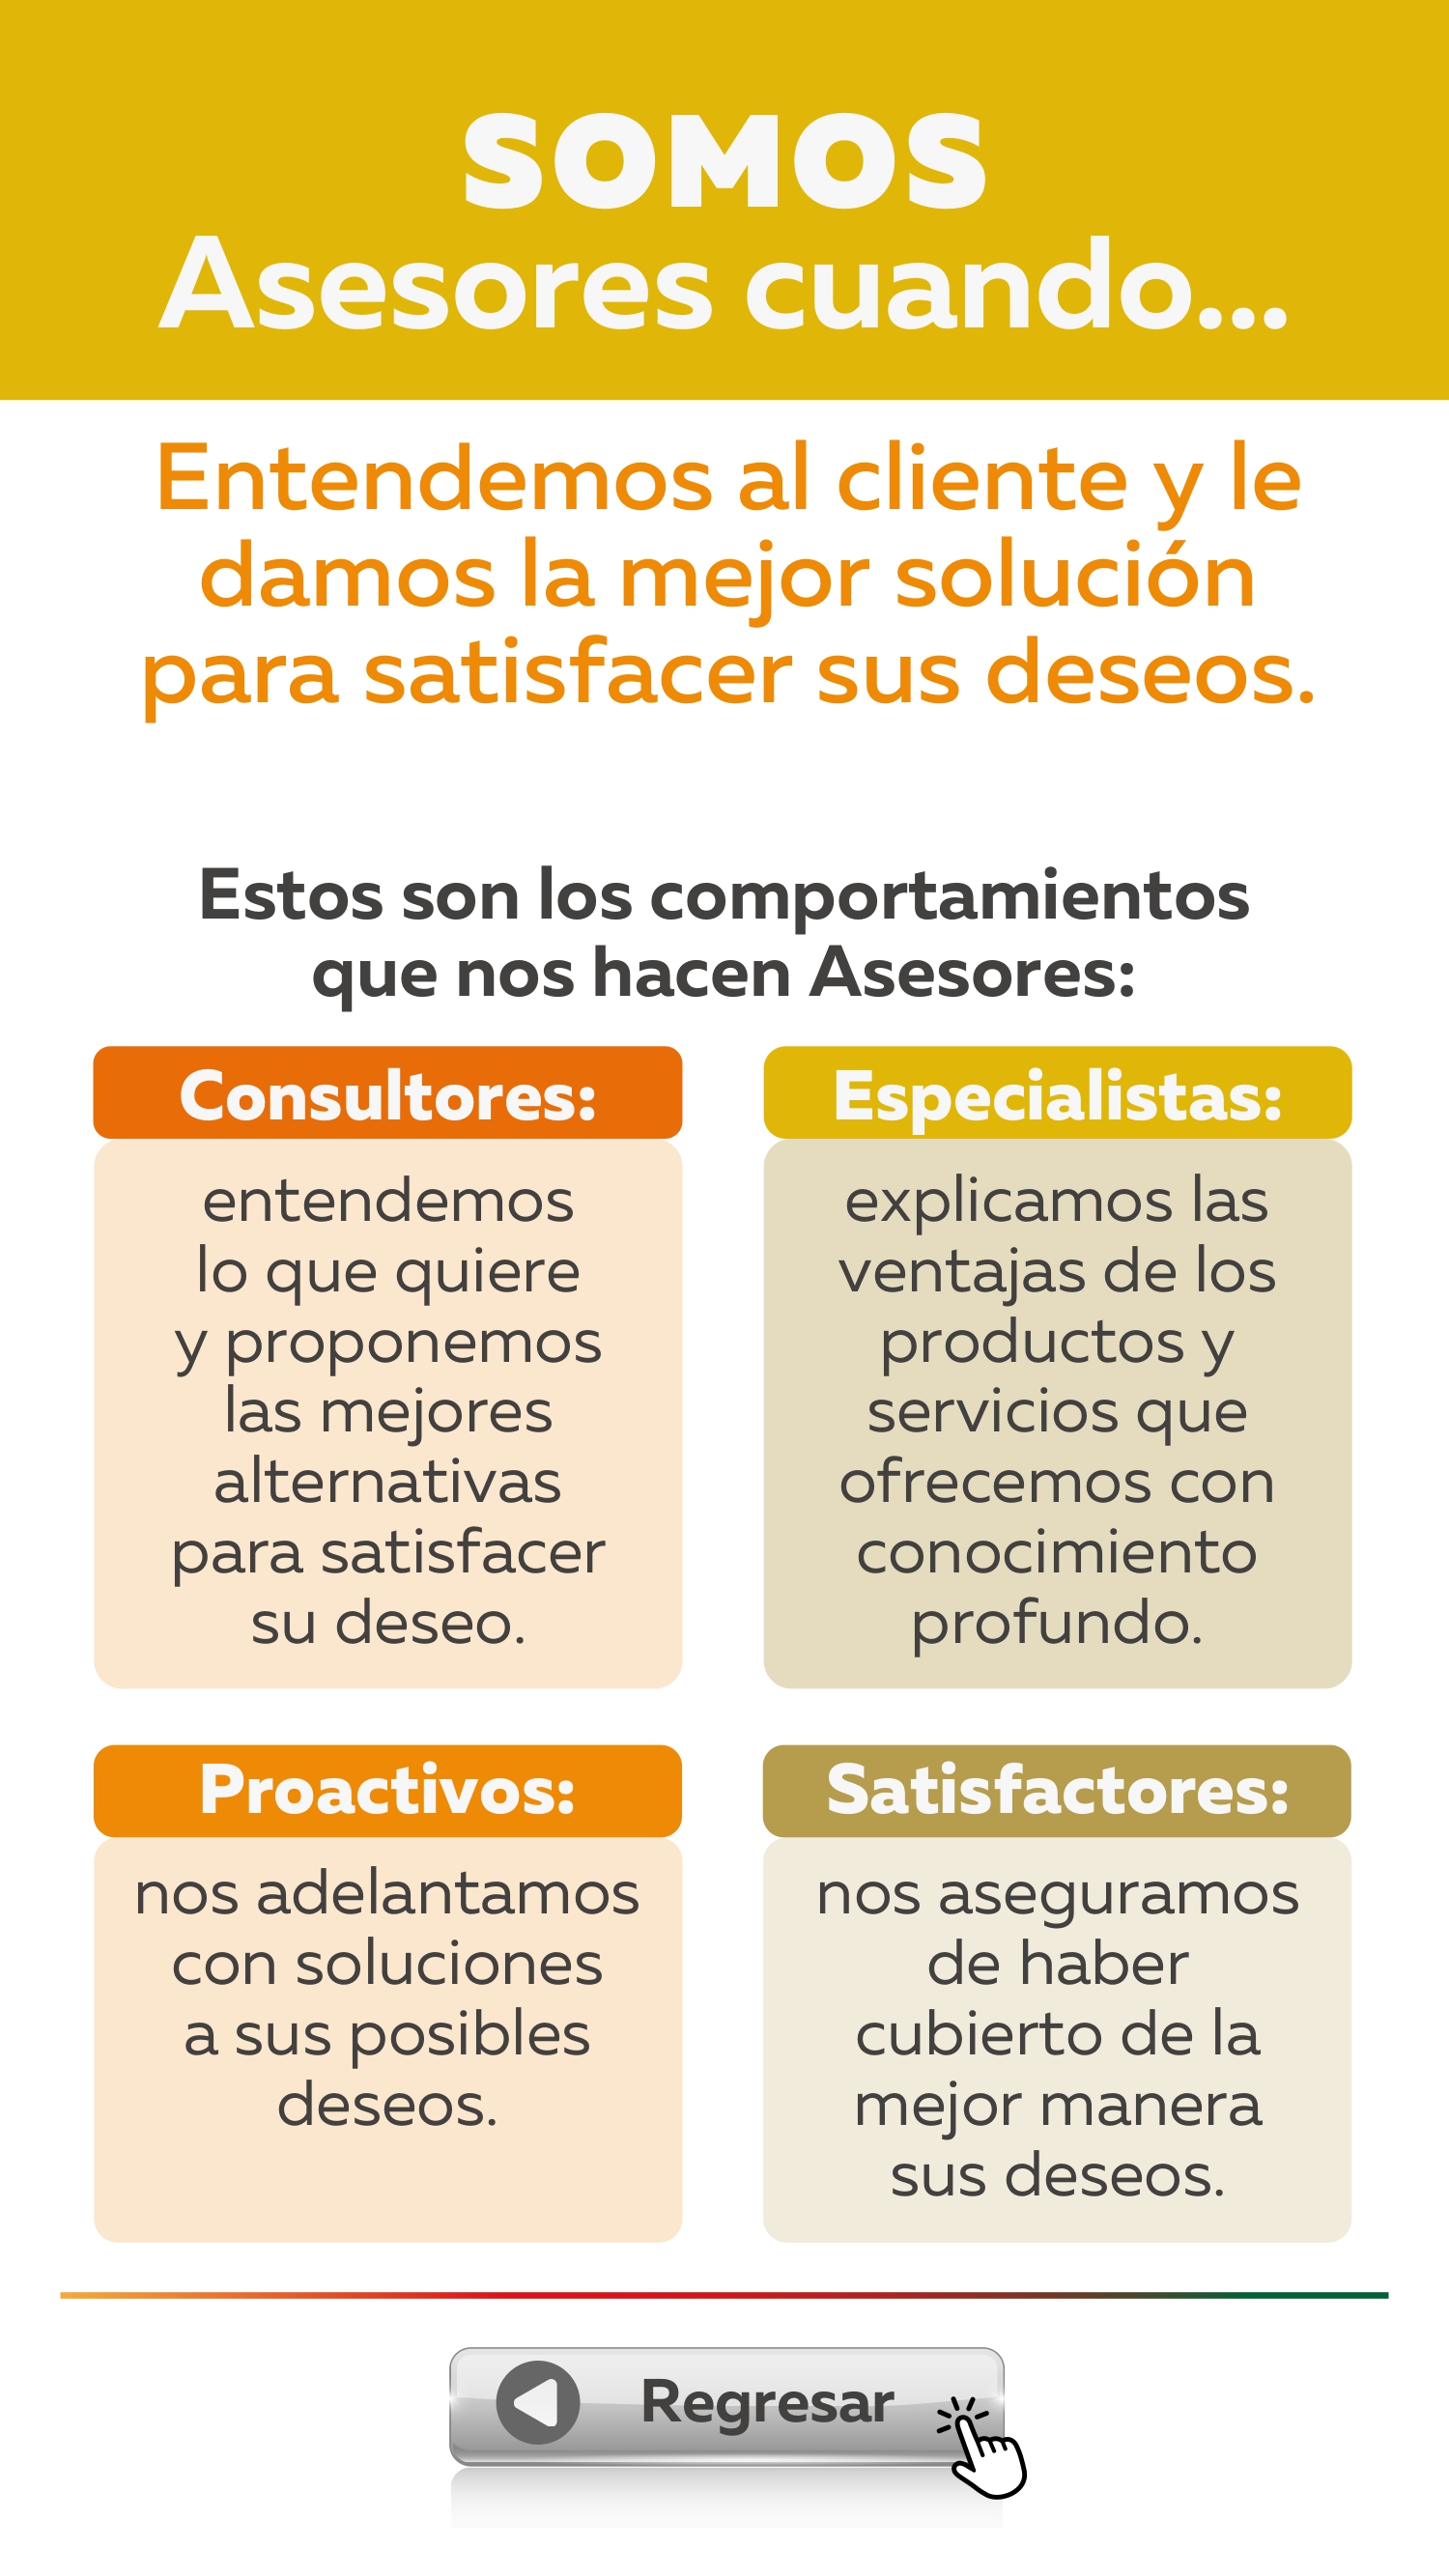 SOMOS
Asesores cuando...
Entendemos al cliente y le
damos la mejor solución
para satisfacer sus deseos.
Estos son los comportamientos
que nos hacen Asesores:
Consultores:
entendemos
lo que quiere
y proponemos
las mejores
alternativas
para satisfacer
su deseo.
Especialistas:
explicamos las
ventajas de los
productos y
servicios que
ofrecemos con
conocimiento
profundo.
Proactivos:
nos adelantamos
con soluciones
a sus posibles
deseos.
Satisfactores:
nos aseguramos
de haber
cubierto de la
mejor manera
sus deseos.
Regresar